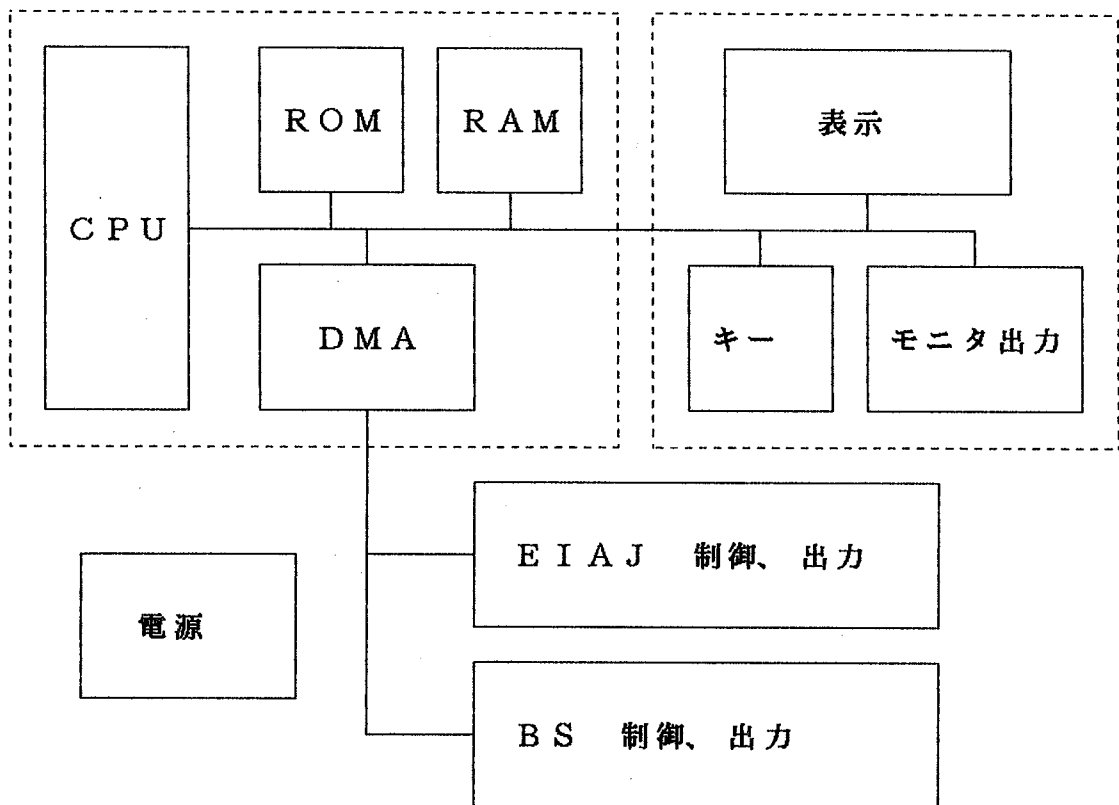 ROM
RAM
表示
CPU
DMA
キー
モニタ出力
EIAJ 制御、出力
電源
BS 制御、出力